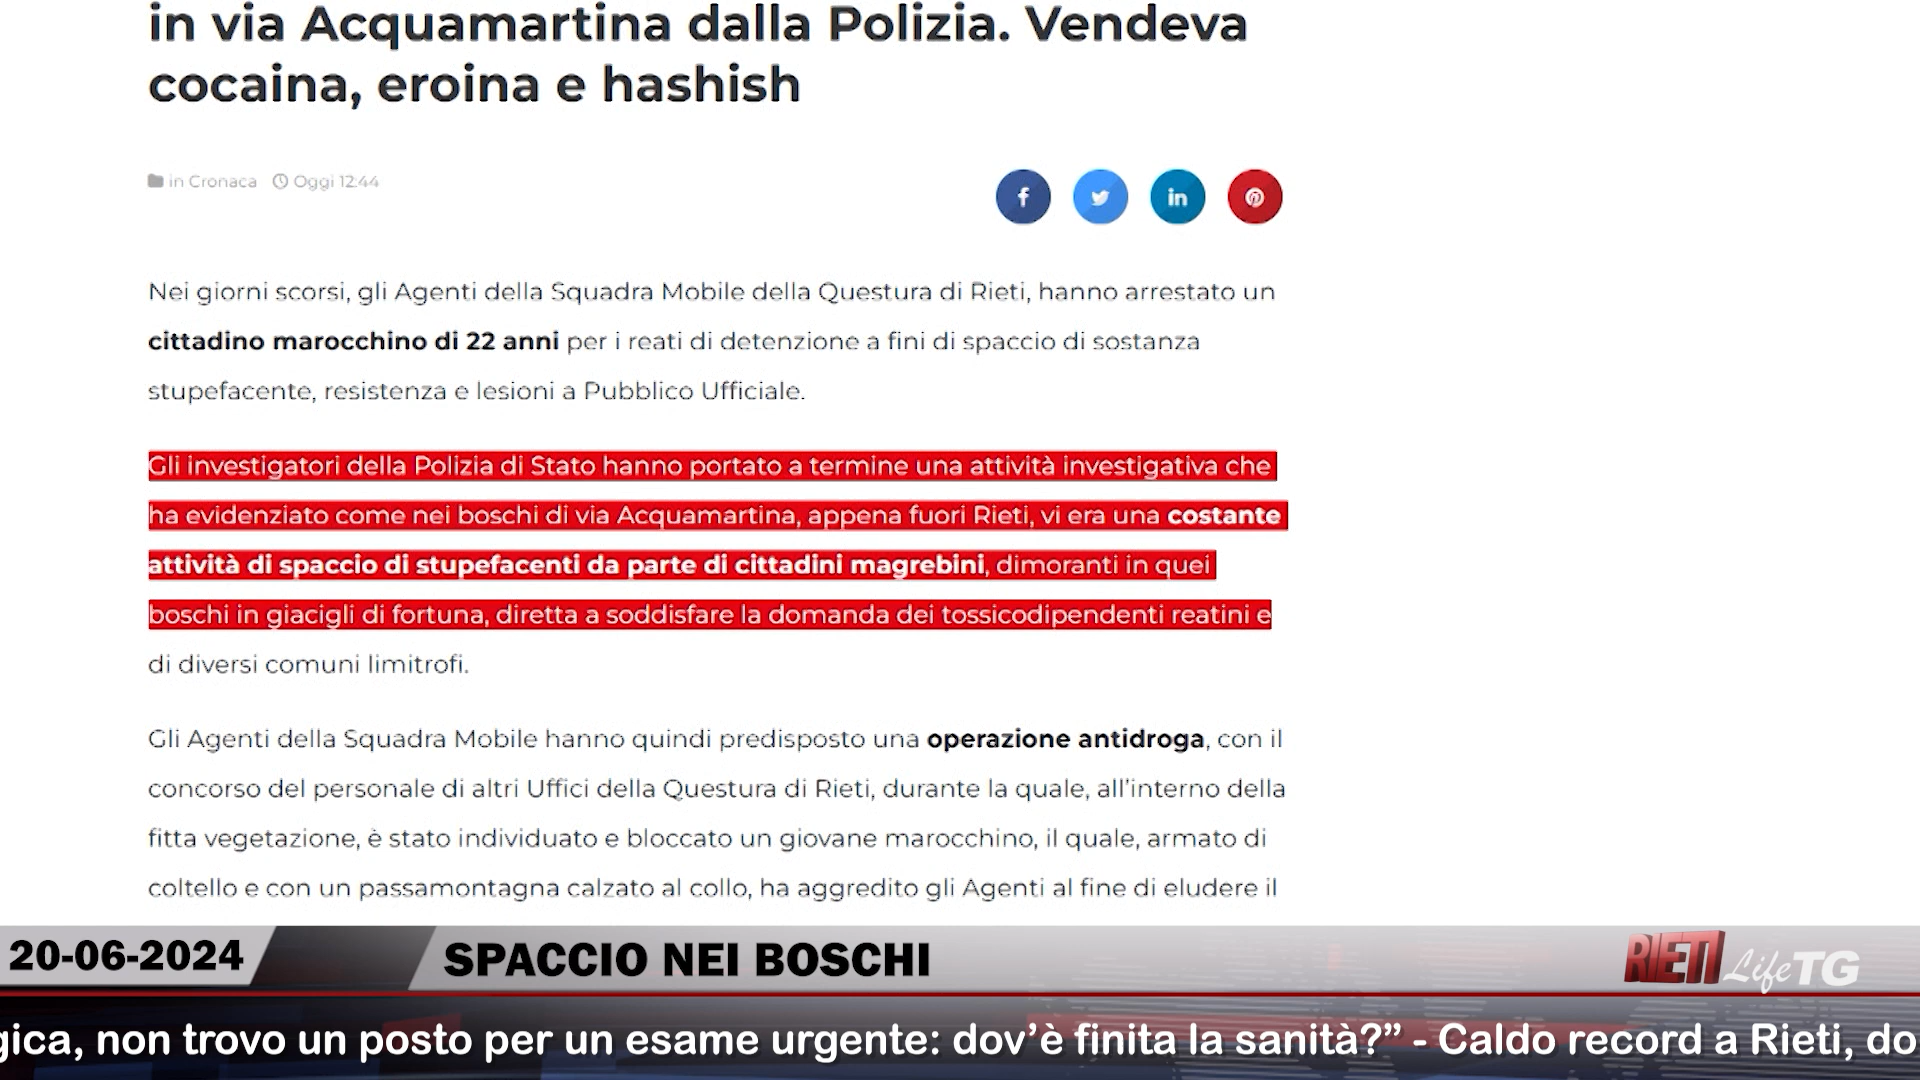 in via Acquamartina dalla Polizia. Vendeva
cocaina, eroina e hashish
in Cronaca Oggi 12:44
Nei giorni scorsi, gli Agenti della Squadra Mobile della Questura di Rieti, hanno arrestato un
cittadino marocchino di 22 anni per i reati di detenzione a fini di spaccio di sostanza
stupefacente, resistenza e lesioni a Pubblico Ufficiale.
Gli investigatori della Polizia di Stato hanno portato a termine una attività investigativa che
ha evidenziato come nei boschi di via Acquamartina, appena fuori Rieti, vi era una costante
attività di spaccio di stupefacenti da parte di cittadini magrebini, dimoranti in quei
boschi in giacigli di fortuna, diretta a soddisfare la domanda dei tossicodipendenti reatini e
di diversi comuni limitrofi.
Gli Agenti della Squadra Mobile hanno quindi predisposto una operazione antidroga, con il
concorso del personale di altri Uffici della Questura di Rieti, durante la quale, all'interno della
fitta vegetazione, è stato individuato e bloccato un giovane marocchino, il quale, armato di
coltello e con un passamontagna calzato al collo, ha aggredito gli Agenti al fine di eludere il
20-06-2024 SPACCIO NEI BOSCHI RIETI Life TG
gica, non trovo un posto per un esame urgente: dov’è finita la sanità?” - Caldo record a Rieti, do